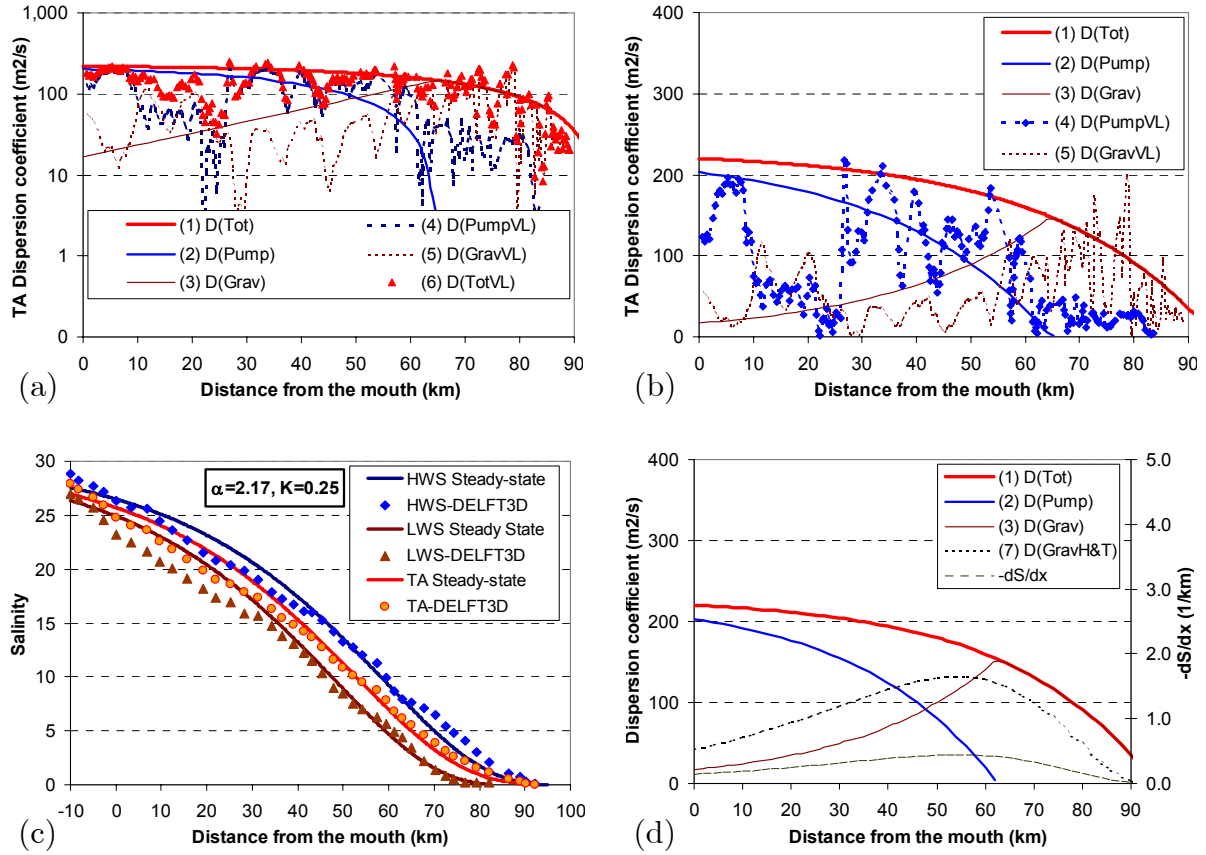 1,000
100
10
1
0
TA Dispersion coefficient (m2/s)
(1) D(Tot)
(2) D(Pump)
(3) D(Grav)
(4) D(PumpVL)
(5) D(GravVL)
(6) D(TotVL)
0 10 20 30 40 50 60 70 80 90
Distance from the mouth (km)
(a)
400
300
200
100
0
TA Dispersion coefficient (m2/s)
(1) D(Tot)
(2) D(Pump)
(3) D(Grav)
(4) D(PumpVL)
(5) D(GravVL)
0 10 20 30 40 50 60 70 80 90
Distance from the mouth (km)
(b)
30
25
20
15
10
5
0
Salinity
α=2.17, K=0.25
HWS Steady-state
HWS-DELFT3D
LWS Steady State
LWS-DELFT3D
TA Steady-state
TA-DELFT3D
-10 0 10 20 30 40 50 60 70 80 90 100
Distance from the mouth (km)
(c)
400
300
200
100
0
Dispersion coefficient (m2/s)
(1) D(Tot)
(2) D(Pump)
(3) D(Grav)
(7) D(GravH&T)
-dS/dx
5.0
4.0
3.0
2.0
1.0
0.0
-dS/dx (1/km)
0 10 20 30 40 50 60 70 80 90
Distance from the mouth (km)
(d)